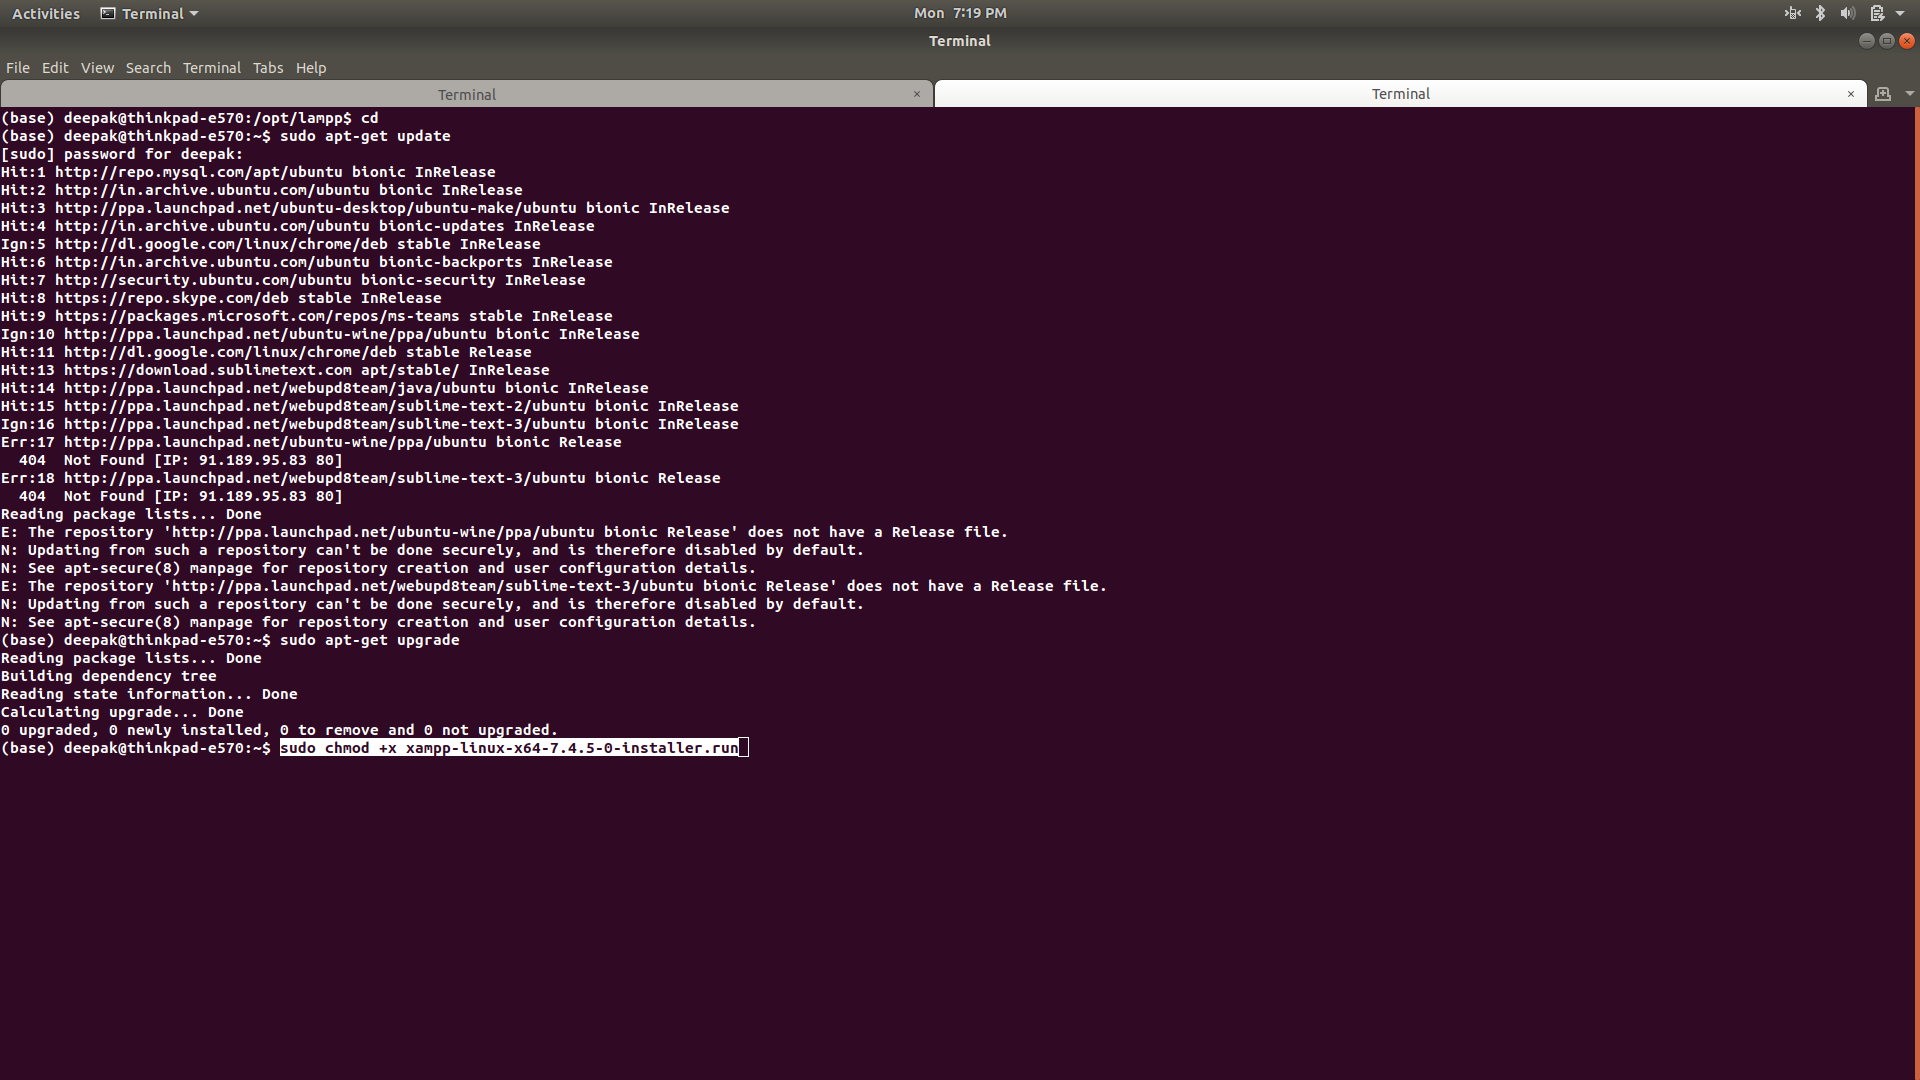 Activities Terminal Mon 7:19 PM
Terminal
File Edit View Search Terminal Tabs Help
Terminal × Terminal ×
(base) deepak@thinkpad-e570:/opt/lampp$ cd
(base) deepak@thinkpad-e570:~$ sudo apt-get update
[sudo] password for deepak:
Hit:1 http://repo.mysql.com/apt/ubuntu bionic InRelease
Hit:2 http://in.archive.ubuntu.com/ubuntu bionic InRelease
Hit:3 http://ppa.launchpad.net/ubuntu-desktop/ubuntu-make/ubuntu bionic InRelease
Hit:4 http://in.archive.ubuntu.com/ubuntu bionic-updates InRelease
Ign:5 http://dl.google.com/linux/chrome/deb stable InRelease
Hit:6 http://in.archive.ubuntu.com/ubuntu bionic-backports InRelease
Hit:7 http://security.ubuntu.com/ubuntu bionic-security InRelease
Hit:8 https://repo.skype.com/deb stable InRelease
Hit:9 https://packages.microsoft.com/repos/ms-teams stable InRelease
Ign:10 http://ppa.launchpad.net/ubuntu-wine/ppa/ubuntu bionic InRelease
Hit:11 http://dl.google.com/linux/chrome/deb stable Release
Hit:13 https://download.sublimetext.com apt/stable/ InRelease
Hit:14 http://ppa.launchpad.net/webupd8team/java/ubuntu bionic InRelease
Hit:15 http://ppa.launchpad.net/webupd8team/sublime-text-2/ubuntu bionic InRelease
Ign:16 http://ppa.launchpad.net/webupd8team/sublime-text-3/ubuntu bionic InRelease
Err:17 http://ppa.launchpad.net/ubuntu-wine/ppa/ubuntu bionic Release
  404  Not Found [IP: 91.189.95.83 80]
Err:18 http://ppa.launchpad.net/webupd8team/sublime-text-3/ubuntu bionic Release
  404  Not Found [IP: 91.189.95.83 80]
Reading package lists... Done
E: The repository 'http://ppa.launchpad.net/ubuntu-wine/ppa/ubuntu bionic Release' does not have a Release file.
N: Updating from such a repository can't be done securely, and is therefore disabled by default.
N: See apt-secure(8) manpage for repository creation and user configuration details.
E: The repository 'http://ppa.launchpad.net/webupd8team/sublime-text-3/ubuntu bionic Release' does not have a Release file.
N: Updating from such a repository can't be done securely, and is therefore disabled by default.
N: See apt-secure(8) manpage for repository creation and user configuration details.
(base) deepak@thinkpad-e570:~$ sudo apt-get upgrade
Reading package lists... Done
Building dependency tree
Reading state information... Done
Calculating upgrade... Done
0 upgraded, 0 newly installed, 0 to remove and 0 not upgraded.
(base) deepak@thinkpad-e570:~$ sudo chmod +x xampp-linux-x64-7.4.5-0-installer.run